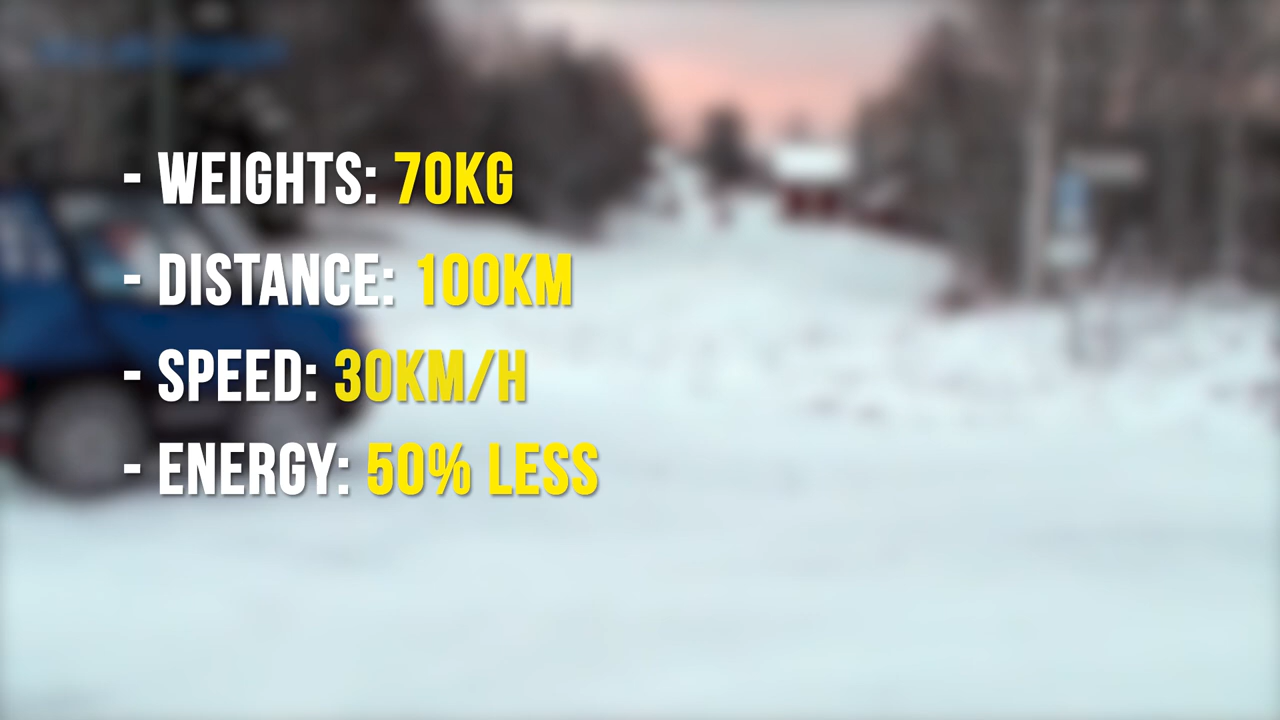 - WEIGHTS: 70KG
- DISTANCE: 100KM
- SPEED: 30KM/H
- ENERGY: 50% LESS